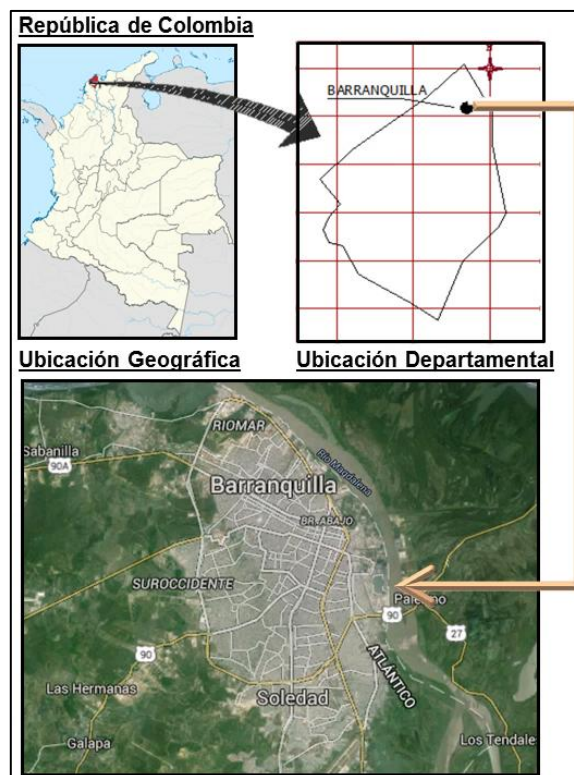 República de Colombia
BARRANQUILLA
Ubicación Geográfica
Ubicación Departamental
RIOMAR
Sabanilla
90A
Río Magdalena
Barranquilla
BR. ABAJO
SUROCCIDENTE
Palermo
90
27
90
ATLÁNTICO
Las Hermanas
Soledad
Galapa
Los Tendales